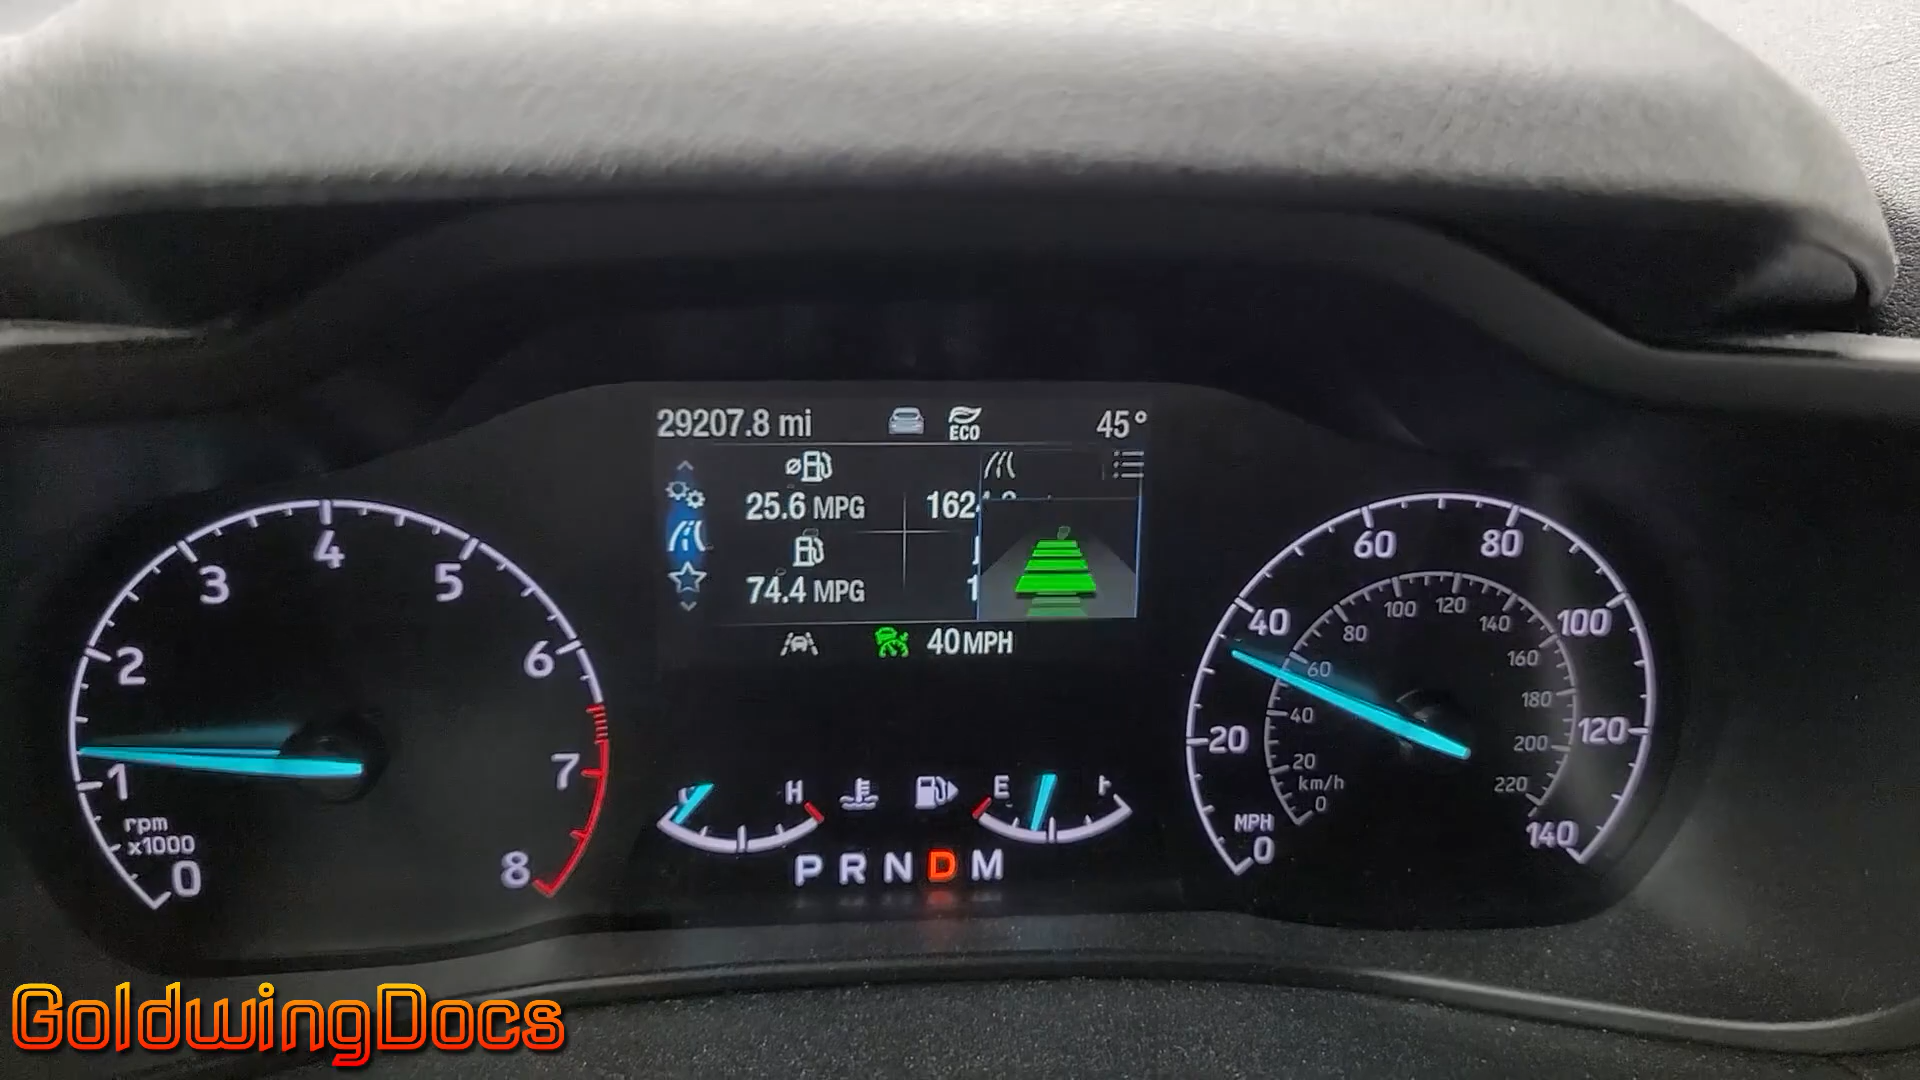 29207.8 mi ECO 45°
25.6 MPG
74.4 MPG
40 MPH
0 1 2 3 4 5 6 7 8
rpm
x1000
H
E
P R N D M
0 20 40 60 80 100 120 140
MPH
0 20 40 60 80 100 120 140 160 180 200 220
km/h
GoldwingDocs